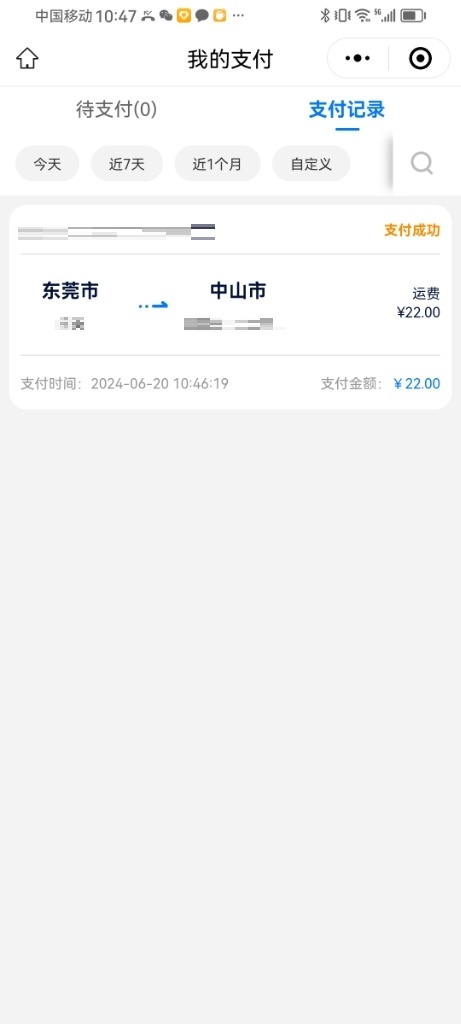 中国移动 10:47
我的支付
待支付(0) 支付记录
今天 近7天 近1个月 自定义
支付成功
东莞市 中山市 运费
¥22.00
支付时间：2024-06-20 10:46:19 支付金额：¥22.00